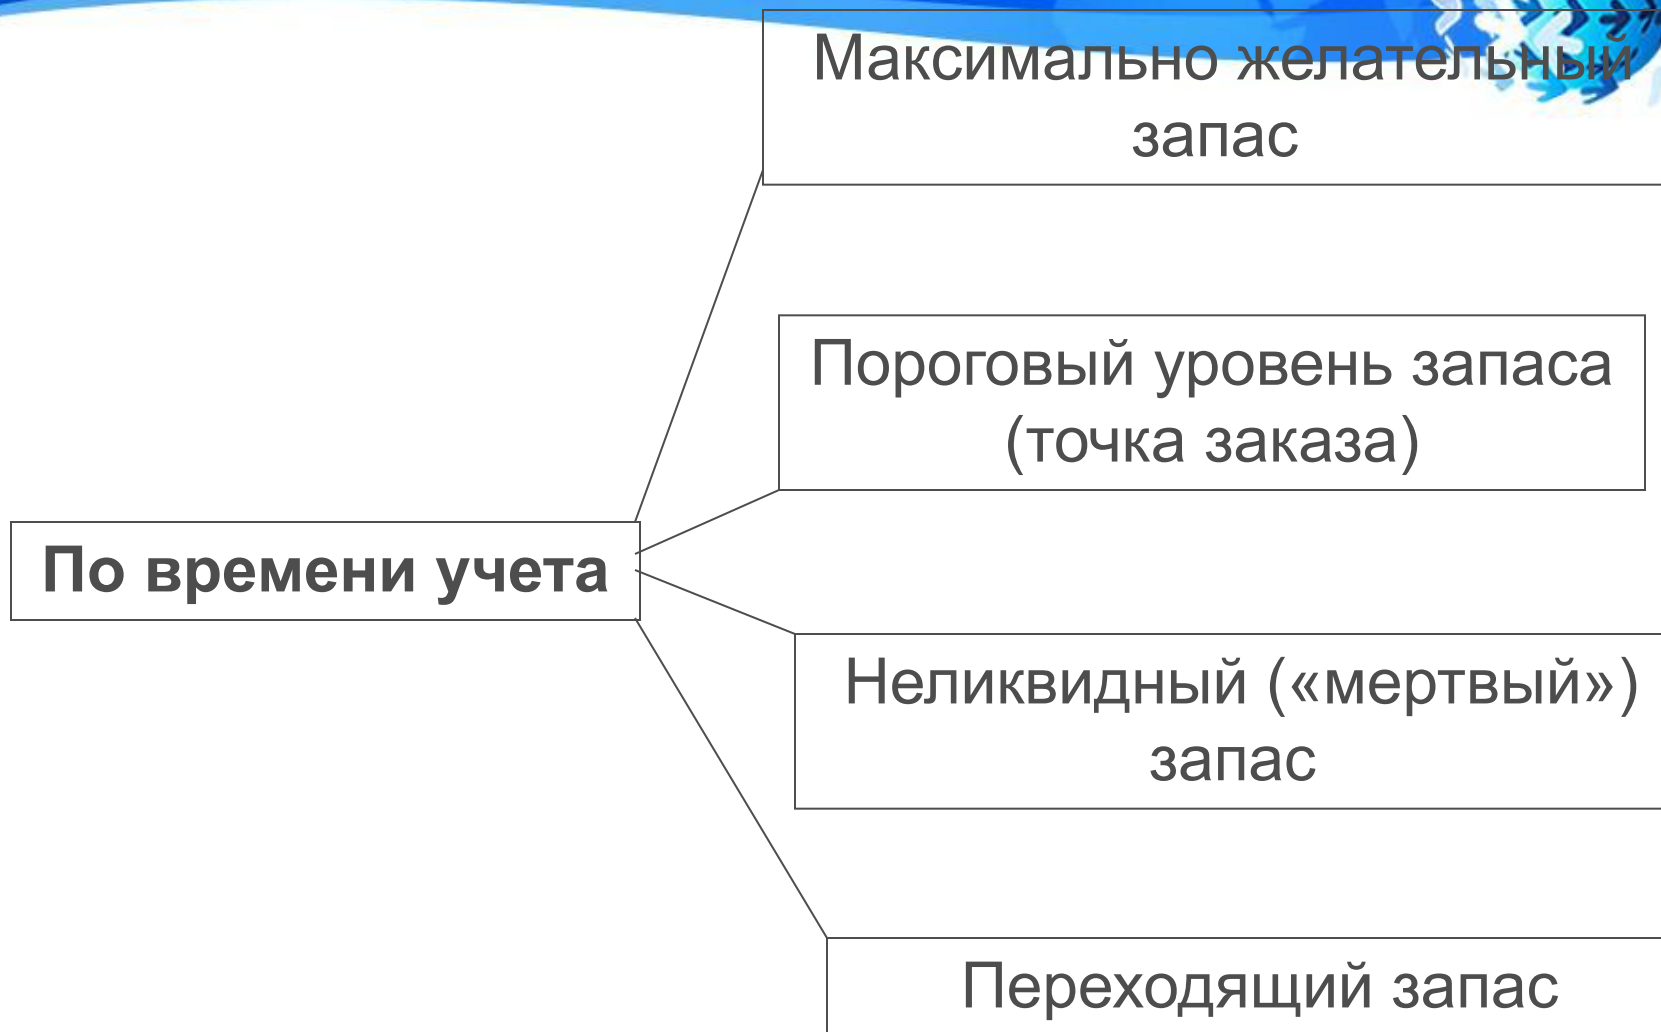 Максимально желательный
запас
Пороговый уровень запаса
(точка заказа)
По времени учета
Неликвидный («мертвый»)
запас
Переходящий запас